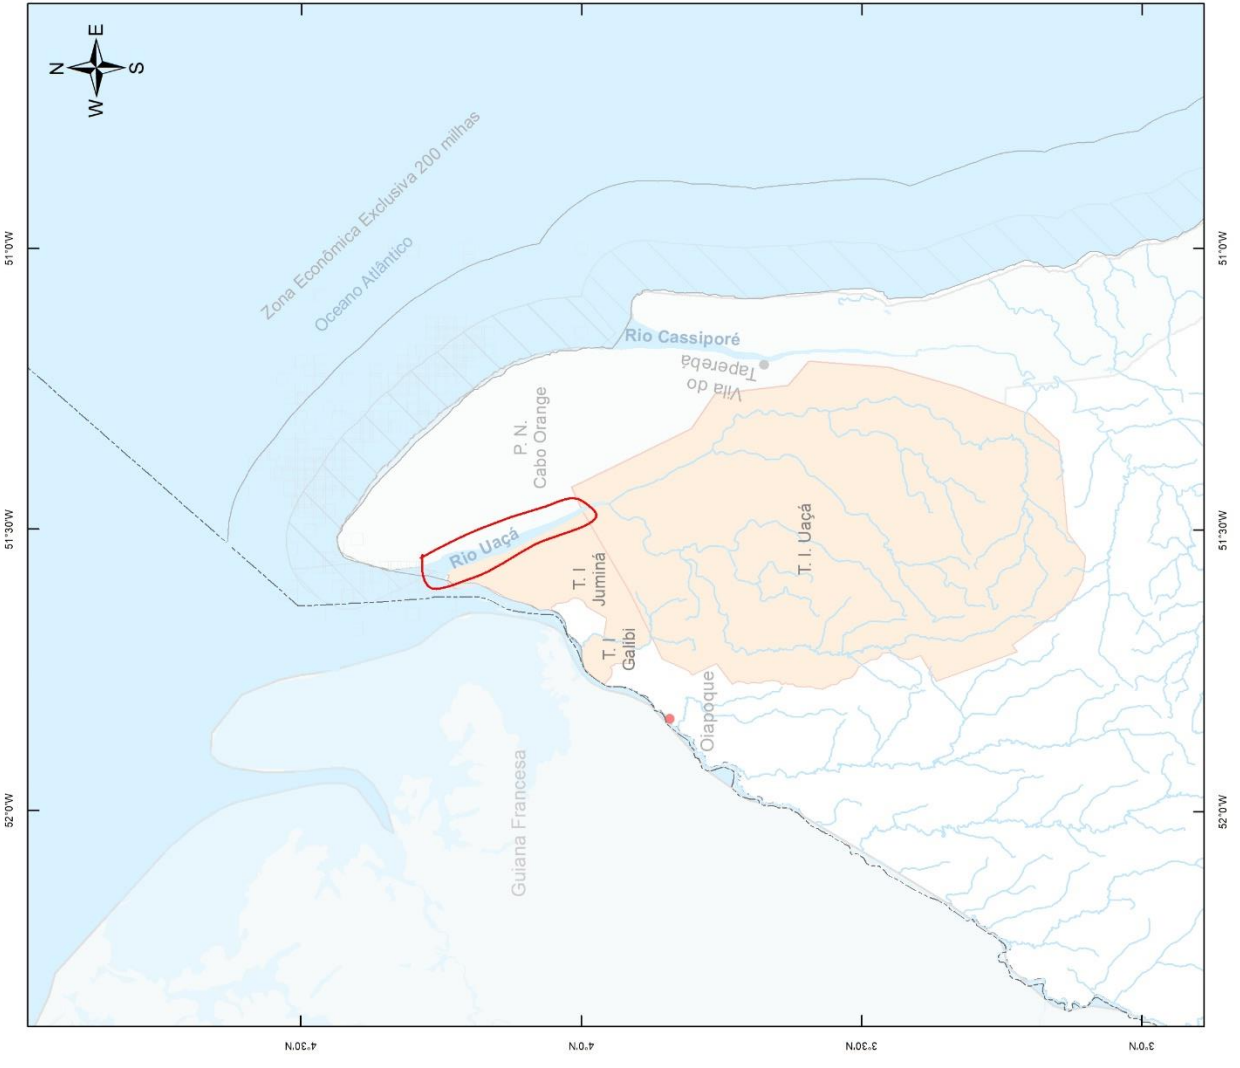 N
E
W
S
Zona Econômica Exclusiva 200 milhas
Oceano Atlântico
51°0'W
51°0'W
Rio Cassiporé
Vila do
Taperebá
P. N.
Cabo Orange
51°30'W
51°30'W
Rio Uaçá
T. I
Juminá
T. I. Uaçá
T. I
Galibi
Oiapoque
Guiana Francesa
52°0'W
52°0'W
4°30'N
4°0'N
3°30'N
3°0'N